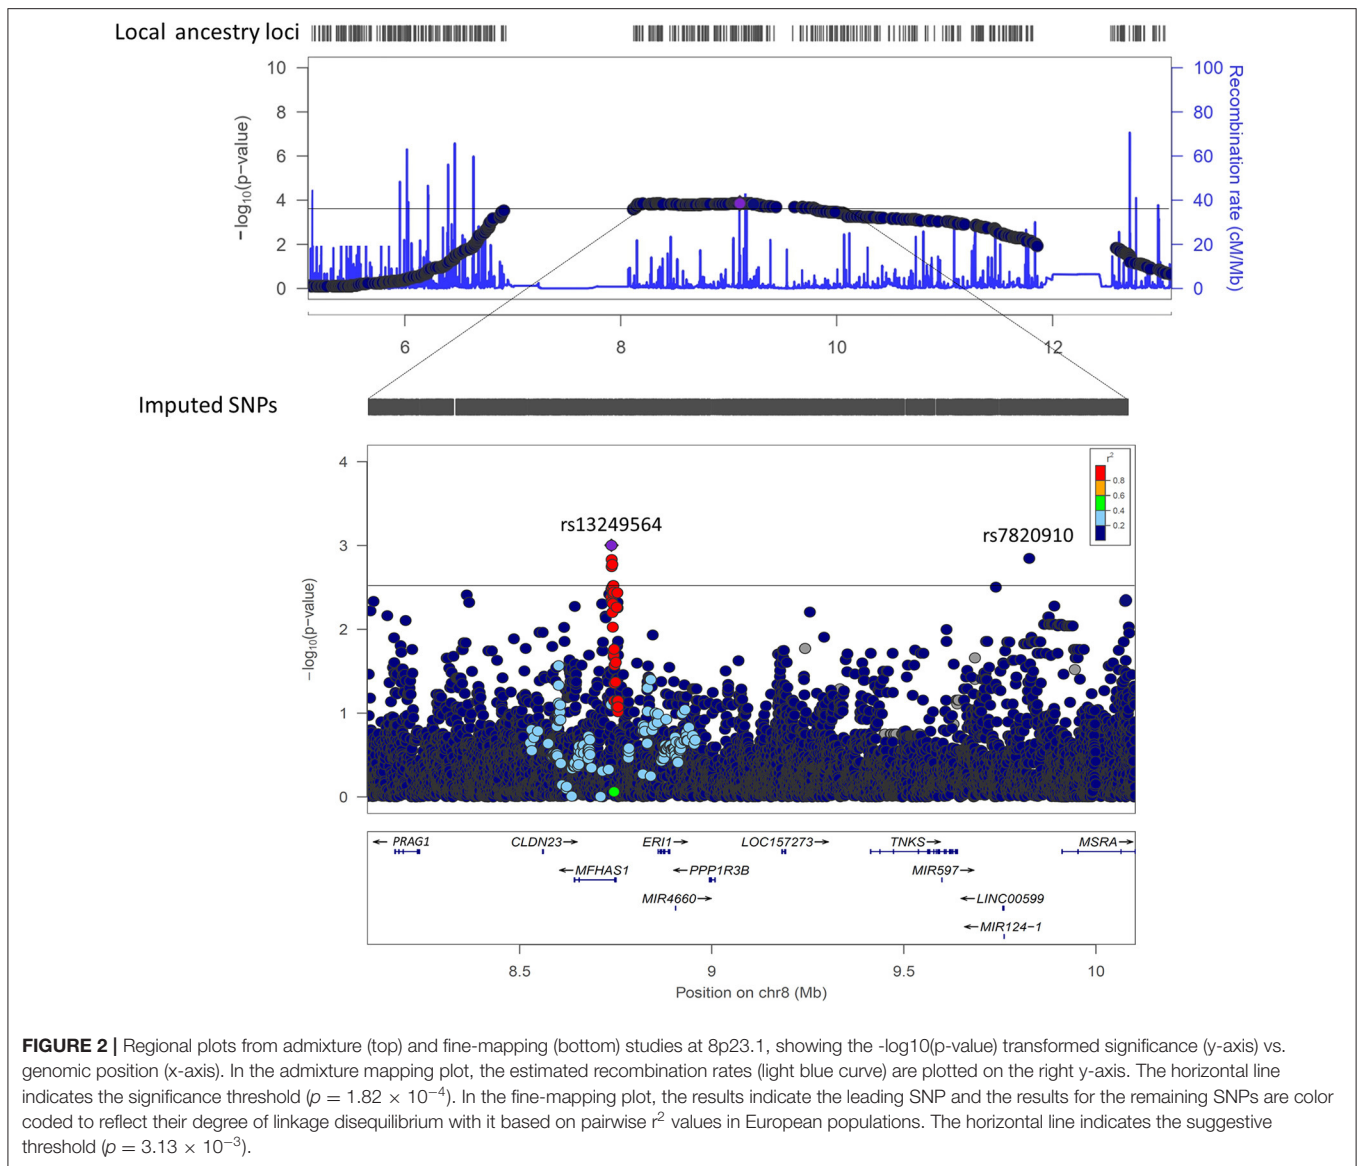 Local ancestry loci
10
8
6
4
2
0
−log10(p−value)
100
80
60
40
20
0
Recombination rate (cM/Mb)
6
8
10
12
Imputed SNPs
4
3
2
1
0
−log10(p−value)
rs13249564
rs7820910
r2
0.8
0.6
0.4
0.2
←PRAG1
CLDN23→
ERI1→
LOC157273→
TNKS→
MSRA→
←MFHAS1
←PPP1R3B
MIR597→
MIR4660→
←LINC00599
←MIR124−1
8.5
9
9.5
10
Position on chr8 (Mb)
FIGURE 2 | Regional plots from admixture (top) and fine-mapping (bottom) studies at 8p23.1, showing the -log10(p-value) transformed significance (y-axis) vs.
genomic position (x-axis). In the admixture mapping plot, the estimated recombination rates (light blue curve) are plotted on the right y-axis. The horizontal line
indicates the significance threshold (p = 1.82 × 10−4). In the fine-mapping plot, the results indicate the leading SNP and the results for the remaining SNPs are color
coded to reflect their degree of linkage disequilibrium with it based on pairwise r2 values in European populations. The horizontal line indicates the suggestive
threshold (p = 3.13 × 10−3).